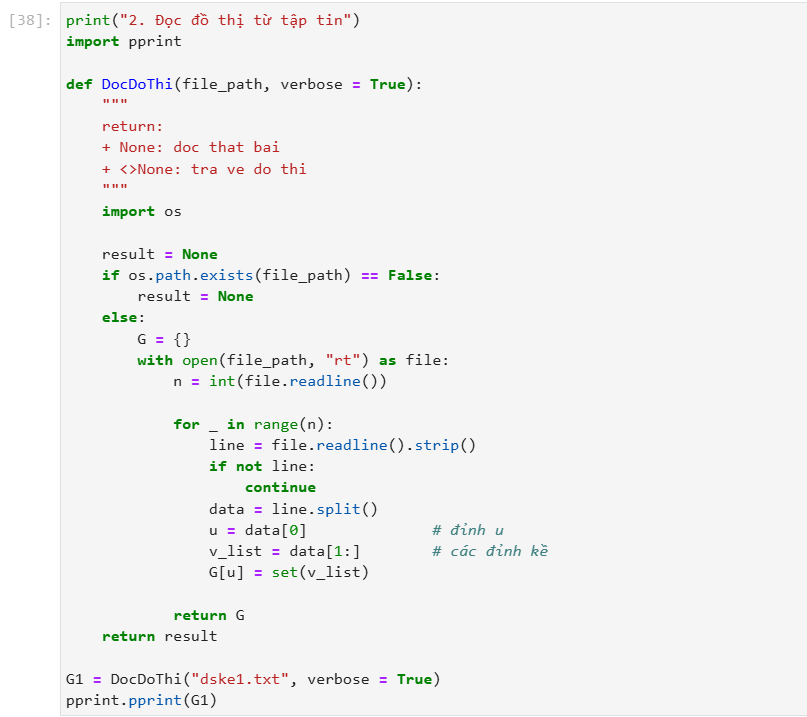 [38]: print("2. Đọc đồ thị từ tập tin")
import pprint

def DocDoThi(file_path, verbose = True):
    """
    return:
    + None: doc that bai
    + <>None: tra ve do thi
    """
    import os

    result = None
    if os.path.exists(file_path) == False:
        result = None
    else:
        G = {}
        with open(file_path, "rt") as file:
            n = int(file.readline())

            for _ in range(n):
                line = file.readline().strip()
                if not line:
                    continue
                data = line.split()
                u = data[0]              # đỉnh u
                v_list = data[1:]        # các đỉnh kề
                G[u] = set(v_list)

            return G
    return result

G1 = DocDoThi("dske1.txt", verbose = True)
pprint.pprint(G1)